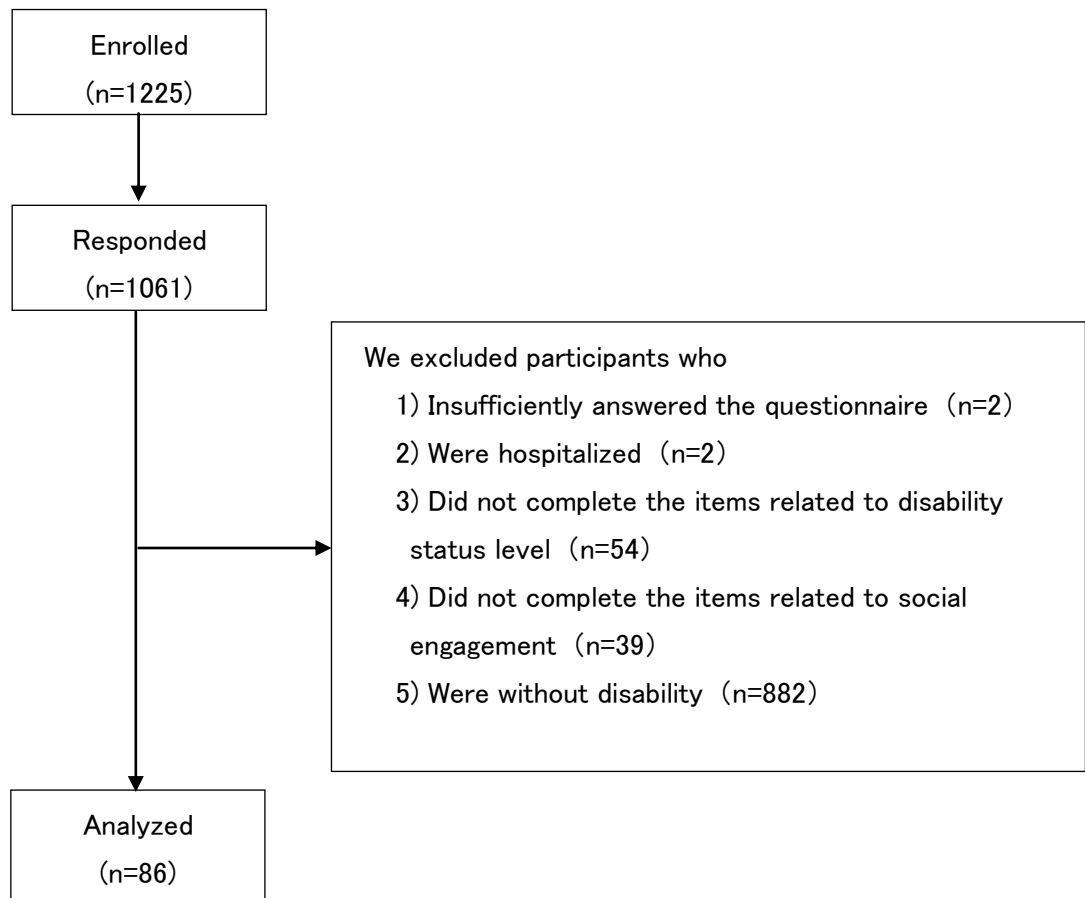 Enrolled
（n=1225）
Responded
（n=1061）
We excluded participants who
1) Insufficiently answered the questionnaire（n=2）
2) Were hospitalized（n=2）
3) Did not complete the items related to disability
status level（n=54）
4) Did not complete the items related to social
engagement（n=39）
5) Were without disability（n=882）
Analyzed
（n=86）